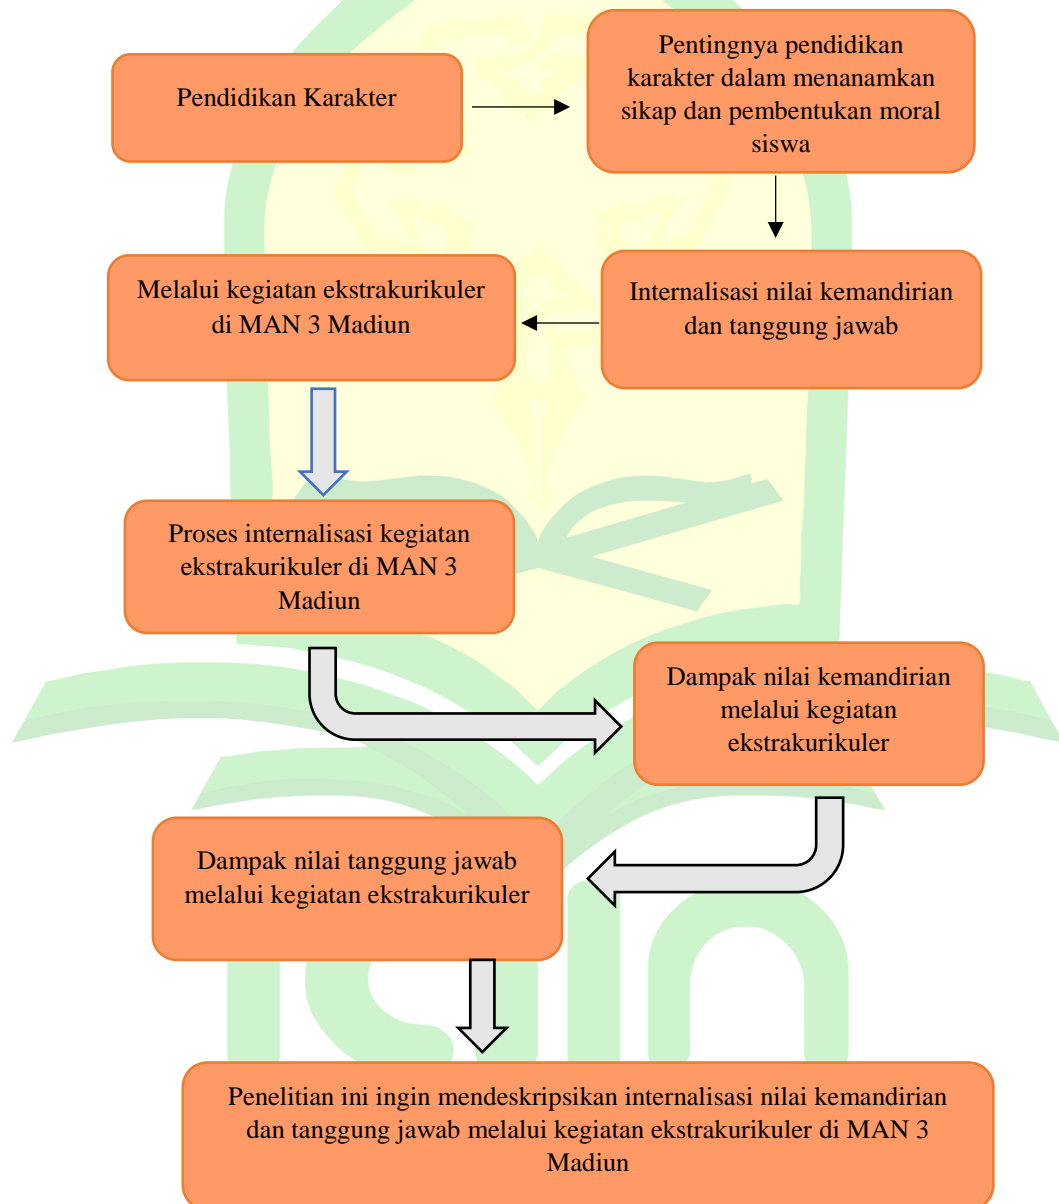 Pendidikan Karakter
Pentingnya pendidikan
karakter dalam menanamkan
sikap dan pembentukan moral
siswa
Internalisasi nilai kemandirian
dan tanggung jawab
Melalui kegiatan ekstrakurikuler
di MAN 3 Madiun
Proses internalisasi kegiatan
ekstrakurikuler di MAN 3
Madiun
Dampak nilai kemandirian
melalui kegiatan
ekstrakurikuler
Dampak nilai tanggung jawab
melalui kegiatan ekstrakurikuler
Penelitian ini ingin mendeskripsikan internalisasi nilai kemandirian
dan tanggung jawab melalui kegiatan ekstrakurikuler di MAN 3
Madiun
iain